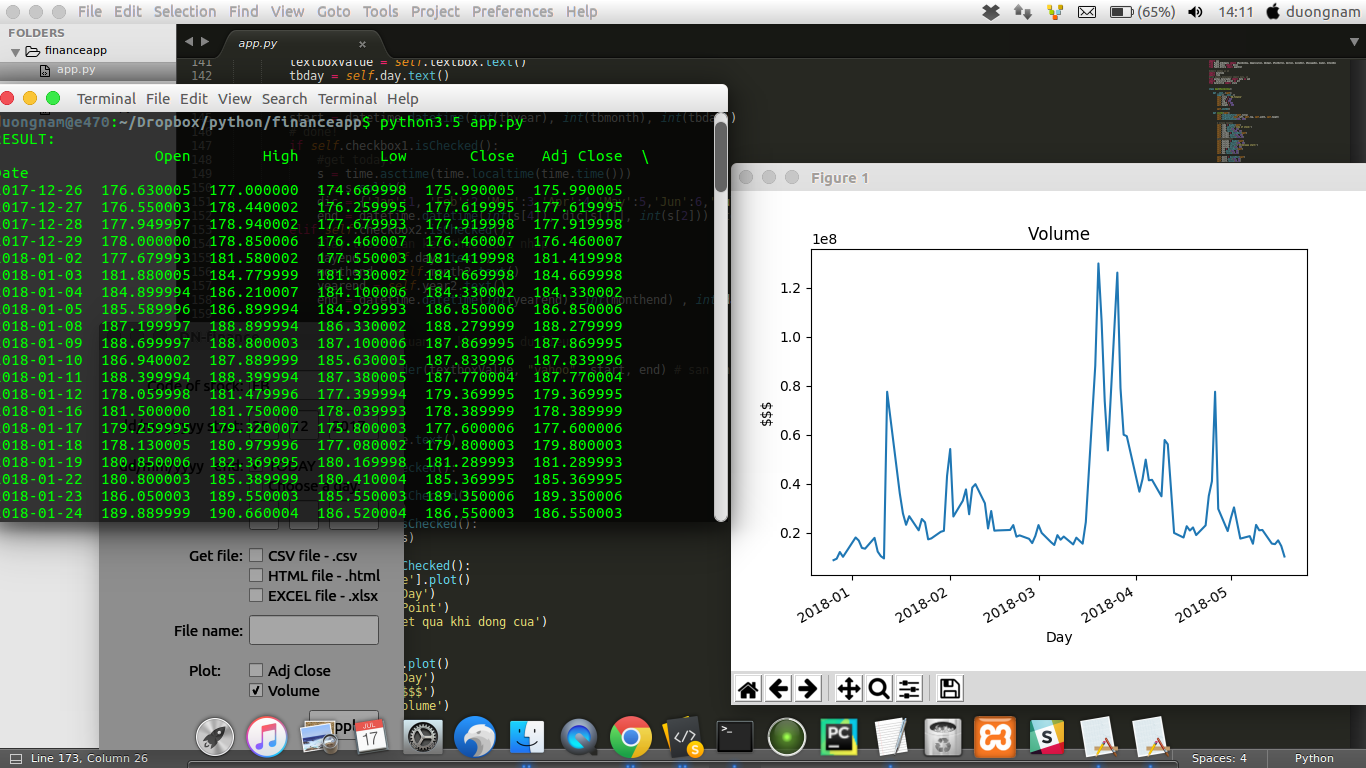 File Edit Selection Find View Goto Tools Project Preferences Help
(65%) 14:11 duongnam
FOLDERS
financeapp
app.py
app.py ×
141 textboxvalue = self.textbox.text()
142 tbday = self.day.text()
Terminal File Edit View Search Terminal Help
duongnam@e470:~/Dropbox/python/financeapp$ python3.5 app.py
RESULT:
Open High Low Close Adj Close \
Date
2017-12-26 176.630005 177.000000 174.669998 175.990005 175.990005
2017-12-27 176.550003 178.440002 176.259995 177.619995 177.619995
2017-12-28 177.949997 178.940002 177.679993 177.919998 177.919998
2017-12-29 178.000000 178.850006 176.460007 176.460007 176.460007
2018-01-02 177.679993 181.580002 177.550003 181.419998 181.419998
2018-01-03 181.880005 184.779999 181.330002 184.669998 184.669998
2018-01-04 184.899994 186.210007 184.100006 184.330002 184.330002
2018-01-05 185.589996 186.899994 184.929993 186.850006 186.850006
2018-01-08 187.199997 188.899994 186.330002 188.279999 188.279999
2018-01-09 188.699997 188.800003 187.100006 187.869995 187.869995
2018-01-10 186.940002 187.889999 185.630005 187.839996 187.839996
2018-01-11 188.399994 188.399994 187.380005 187.770004 187.770004
2018-01-12 178.059998 181.479996 177.399994 179.369995 179.369995
2018-01-16 181.500000 181.750000 178.039993 178.389999 178.389999
2018-01-17 179.259995 179.320007 175.800003 177.600006 177.600006
2018-01-18 178.130005 180.979996 177.080002 179.800003 179.800003
2018-01-19 180.850006 182.369995 180.169998 181.289993 181.289993
2018-01-22 180.800003 185.389999 180.410004 185.369995 185.369995
2018-01-23 186.050003 189.550003 185.550003 189.350006 189.350006
2018-01-24 189.889999 190.660004 186.520004 186.550003 186.550003
Figure 1
Volume
1e8
1.2
1.0
0.8
0.6
0.4
0.2
$$$
2018-01 2018-02 2018-03 2018-04 2018-05
Day
Choose a day:
Get file: CSV file - .csv
HTML file - .html
EXCEL file - .xlsx
File name:
Plot: Adj Close
Volume
hecked():
e'].plot()
Day')
Point')
et qua khi dong cua')
.plot()
Day')
$$$')
olume')
JUL
17
PC
S
Line 173, Column 26
Spaces: 4 Python